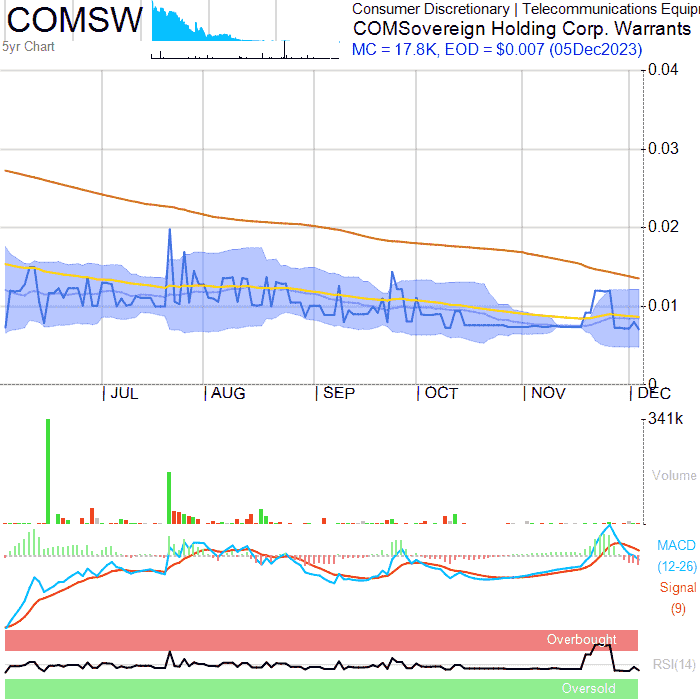 COMSW
5yr Chart
Consumer Discretionary | Telecommunications Equip
COMSovereign Holding Corp. Warrants
MC = 17.8K, EOD = $0.007 (05Dec2023)
0.04
0.03
0.02
0.01
0
JUL AUG SEP OCT NOV DEC
341k
Volume
MACD
(12-26)
Signal
(9)
Overbought
RSI(14)
Oversold